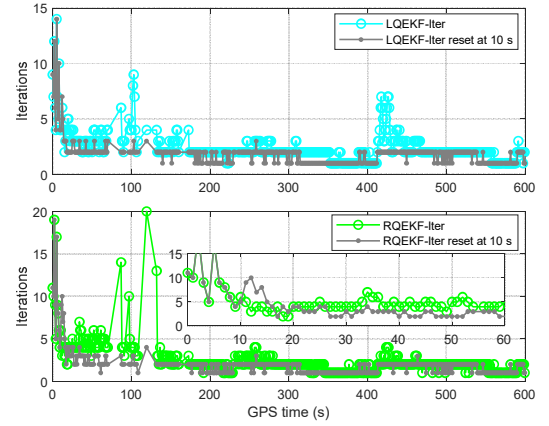 15
10
5
0
Iterations
LQEKF-Iter
LQEKF-Iter reset at 10 s
0 100 200 300 400 500 600
20
15
10
5
0
Iterations
RQEKF-Iter
RQEKF-Iter reset at 10 s
15
10
5
0
0 10 20 30 40 50 60
0 100 200 300 400 500 600
GPS time (s)